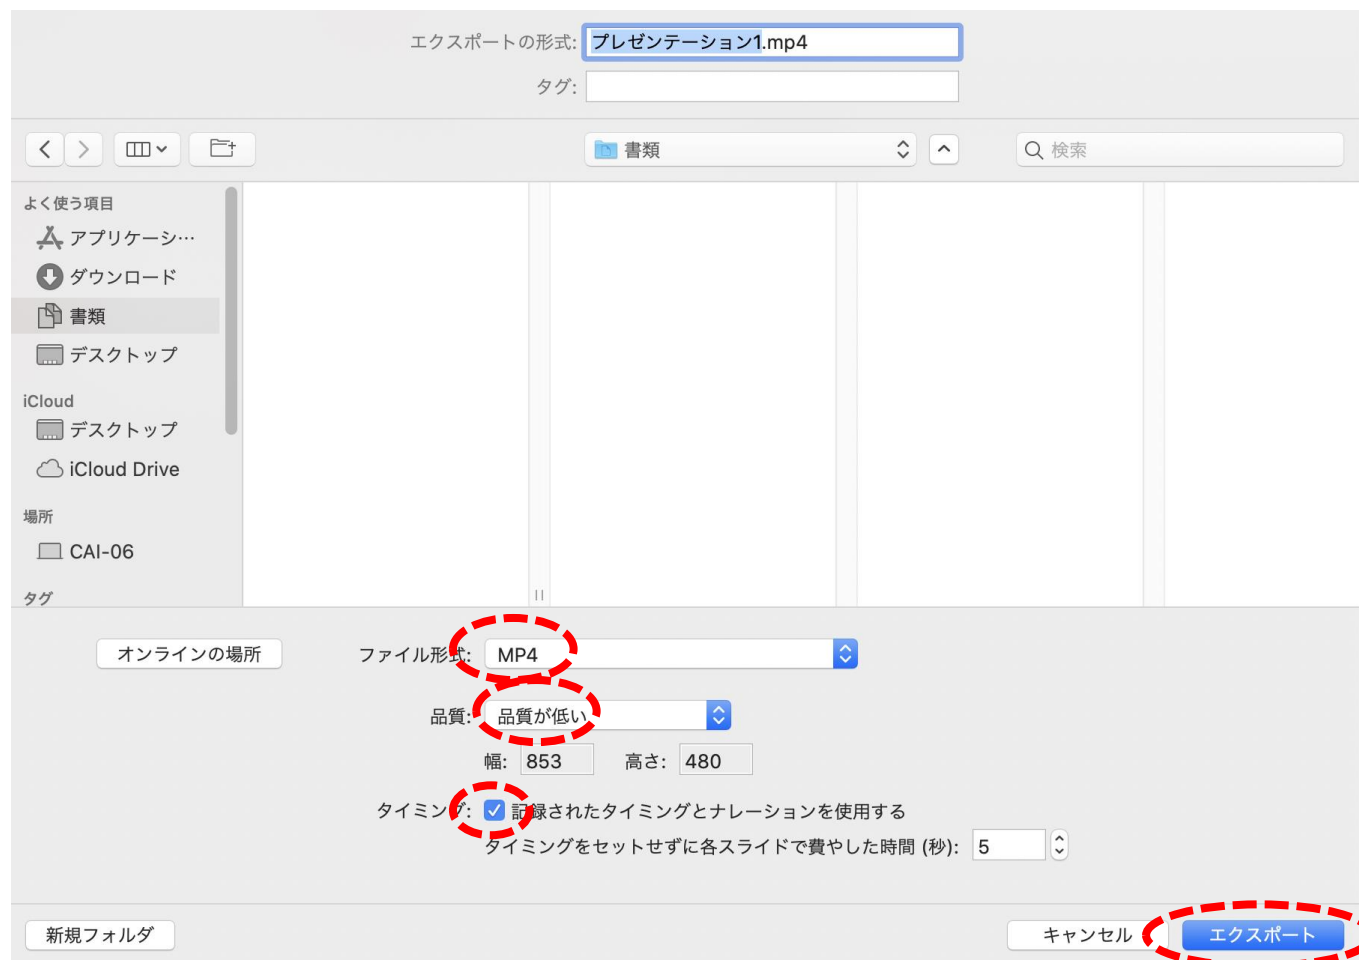 エクスポートの形式: プレゼンテーション1.mp4
タグ:
書類
検索
よく使う項目
アプリケーシ…
ダウンロード
書類
デスクトップ
iCloud
デスクトップ
iCloud Drive
場所
CAI-06
タグ
オンラインの場所 ファイル形式: MP4
品質: 品質が低い
幅: 853 高さ: 480
タイミング: 記録されたタイミングとナレーションを使用する
タイミングをセットせずに各スライドで費やした時間 (秒): 5
新規フォルダ キャンセル エクスポート